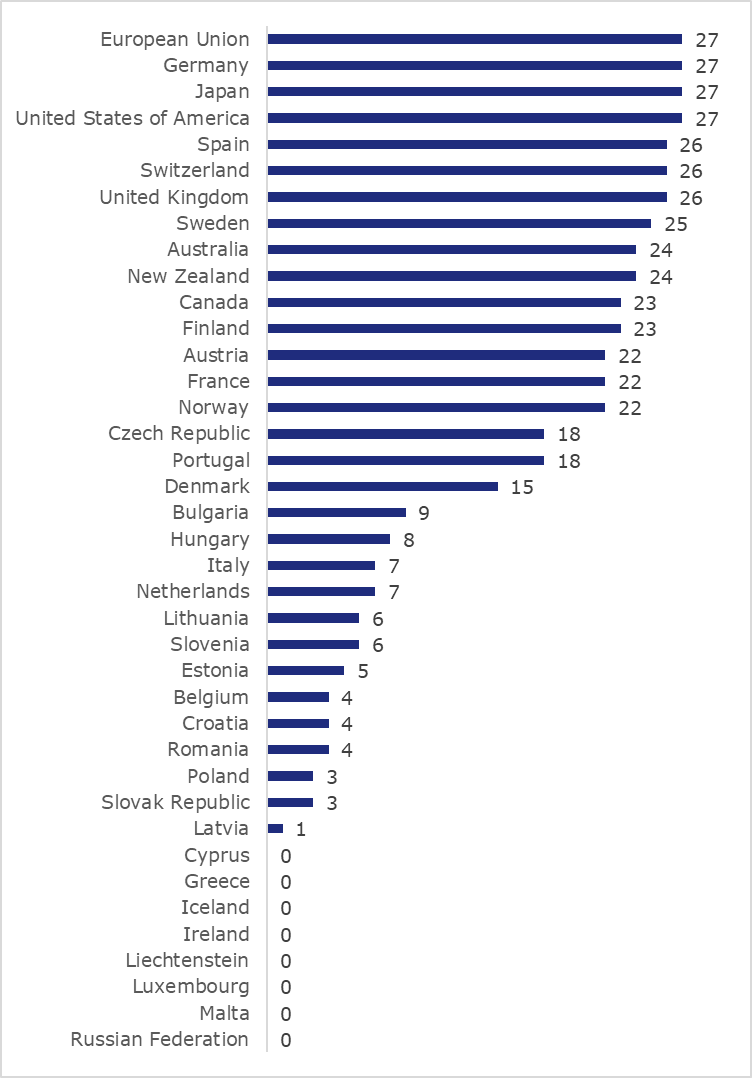 European Union 27
Germany 27
Japan 27
United States of America 27
Spain 26
Switzerland 26
United Kingdom 26
Sweden 25
Australia 24
New Zealand 24
Canada 23
Finland 23
Austria 22
France 22
Norway 22
Czech Republic 18
Portugal 18
Denmark 15
Bulgaria 9
Hungary 8
Italy 7
Netherlands 7
Lithuania 6
Slovenia 6
Estonia 5
Belgium 4
Croatia 4
Romania 4
Poland 3
Slovak Republic 3
Latvia 1
Cyprus 0
Greece 0
Iceland 0
Ireland 0
Liechtenstein 0
Luxembourg 0
Malta 0
Russian Federation 0